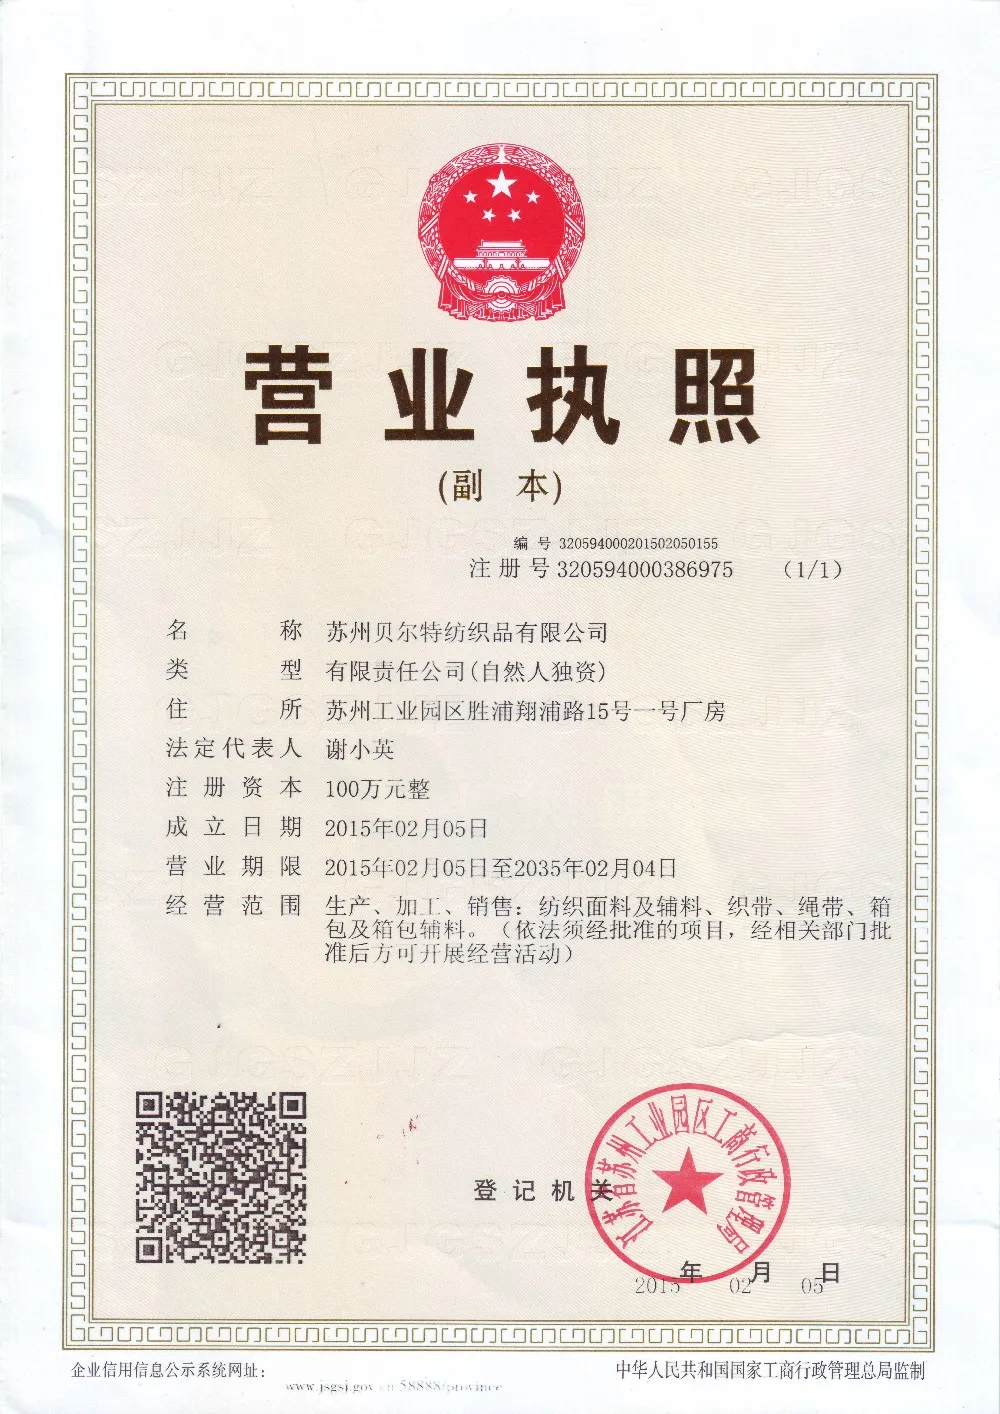 营业执照
(副 本)
编 号 320594000201502050155
注 册 号 320594000386975 (1/1)
名 称 苏州贝尔特纺织品有限公司
类 型 有限责任公司(自然人独资)
住 所 苏州工业园区胜浦翔浦路15号一号厂房
法定代表人 谢小英
注 册 资 本 100万元整
成 立 日 期 2015年02月05日
营 业 期 限 2015年02月05日至2035年02月04日
经 营 范 围 生产、加工、销售：纺织面料及辅料、织带、绳带、箱
包及箱包辅料。（依法须经批准的项目，经相关部门批
准后方可开展经营活动）
江苏省苏州工业园区工商行政管理局
登 记 机 关
2015 年 02 月 05 日
企业信用信息公示系统网址：
www.jsgsj.gov.cn:58888/province
中华人民共和国国家工商行政管理总局监制